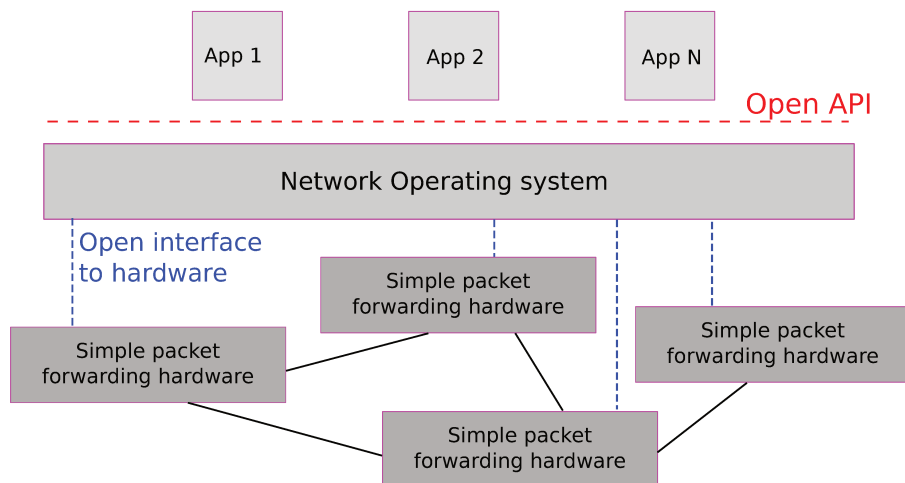 App 1
App 2
App N
Open API
Network Operating system
Open interface
to hardware
Simple packet
forwarding hardware
Simple packet
forwarding hardware
Simple packet
forwarding hardware
Simple packet
forwarding hardware